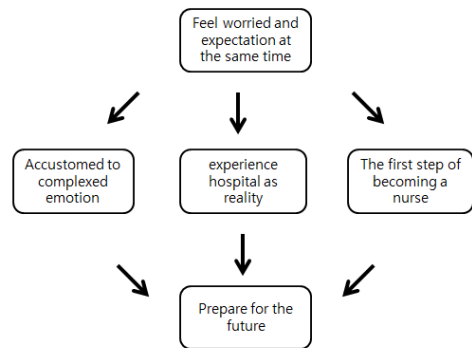 Feel worried and
expectation at
the same time
Accustomed to
complexed
emotion
experience
hospital as
reality
The first step of
becoming a
nurse
Prepare for the
future